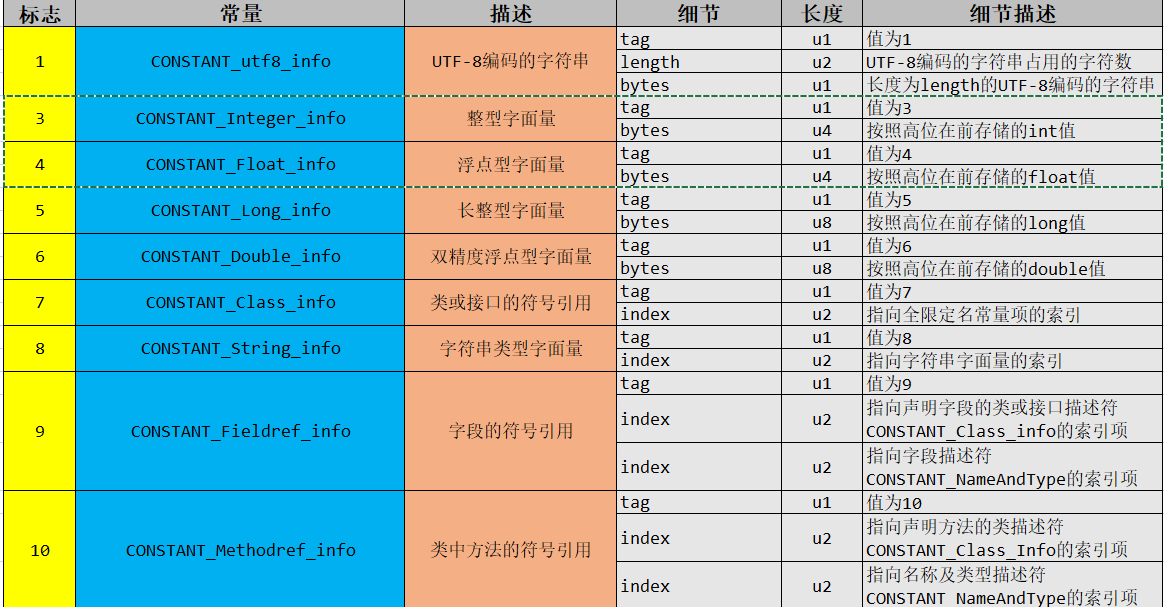 标志 常量 描述 细节 长度 细节描述
1 CONSTANT_utf8_info UTF-8编码的字符串
tag u1 值为1
length u2 UTF-8编码的字符串占用的字符数
bytes u1 长度为length的UTF-8编码的字符串
3 CONSTANT_Integer_info 整型字面量
tag u1 值为3
bytes u4 按照高位在前存储的int值
4 CONSTANT_Float_info 浮点型字面量
tag u1 值为4
bytes u4 按照高位在前存储的float值
5 CONSTANT_Long_info 长整型字面量
tag u1 值为5
bytes u8 按照高位在前存储的long值
6 CONSTANT_Double_info 双精度浮点型字面量
tag u1 值为6
bytes u8 按照高位在前存储的double值
7 CONSTANT_Class_info 类或接口的符号引用
tag u1 值为7
index u2 指向全限定名常量项的索引
8 CONSTANT_String_info 字符串类型字面量
tag u1 值为8
index u2 指向字符串字面量的索引
9 CONSTANT_Fieldref_info 字段的符号引用
tag u1 值为9
index u2 指向声明字段的类或接口描述符
CONSTANT_Class_info的索引项
index u2 指向字段描述符
CONSTANT_NameAndType的索引项
10 CONSTANT_Methodref_info 类中方法的符号引用
tag u1 值为10
index u2 指向声明方法的类描述符
CONSTANT_Class_Info的索引项
index u2 指向名称及类型描述符
CONSTANT_NameAndType的索引项